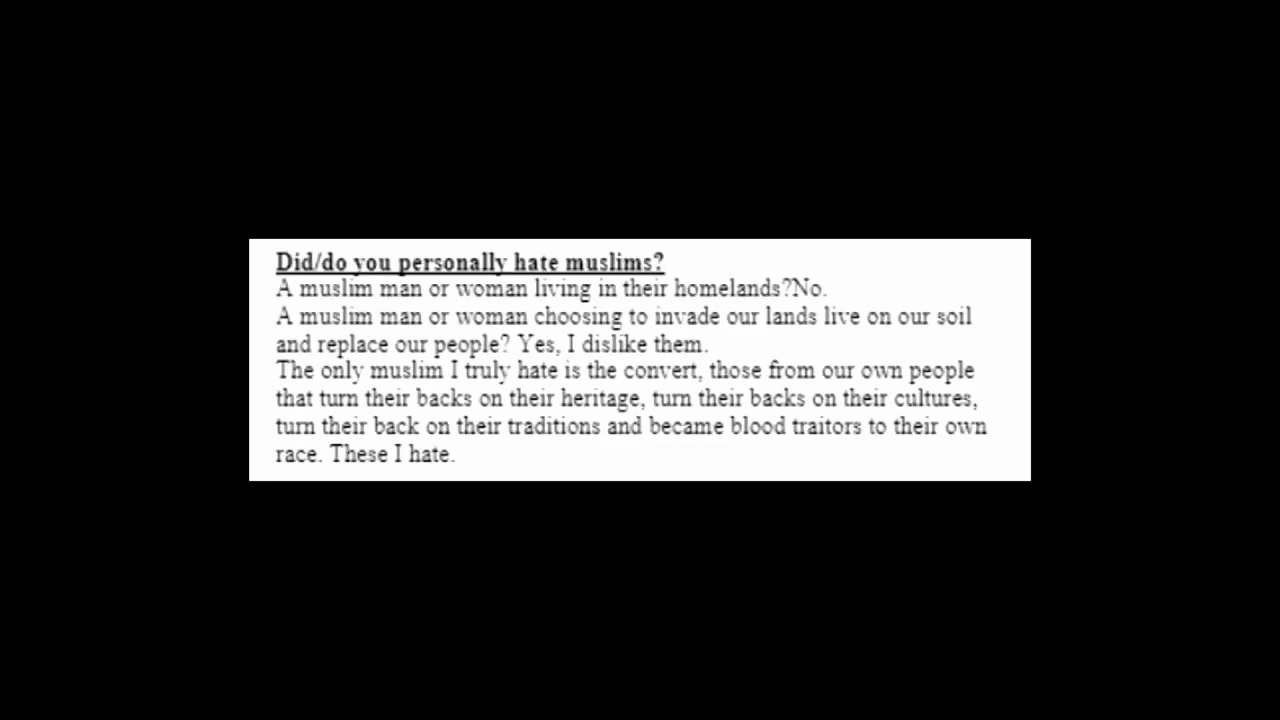 Did/do you personally hate muslims?
A muslim man or woman living in their homelands?No.
A muslim man or woman choosing to invade our lands live on our soil
and replace our people? Yes, I dislike them.
The only muslim I truly hate is the convert, those from our own people
that turn their backs on their heritage, turn their backs on their cultures,
turn their back on their traditions and became blood traitors to their own
race. These I hate.